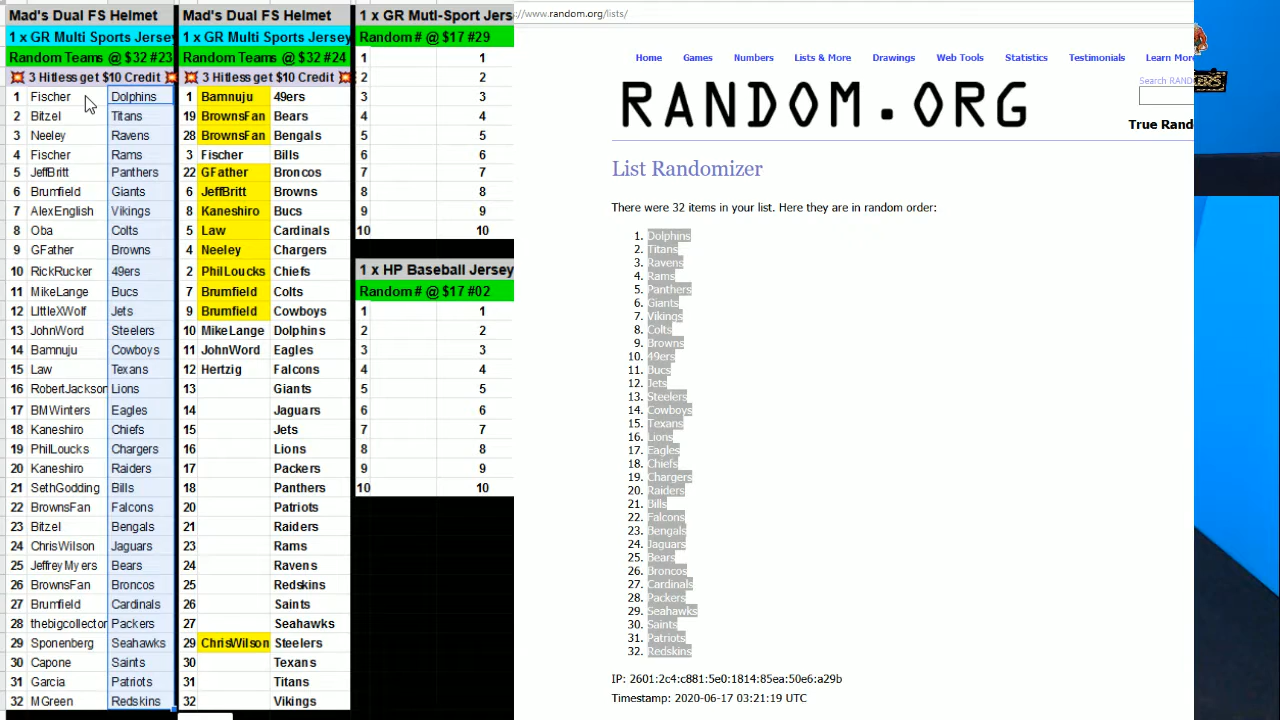 Mad's Dual FS Helmet
1 x GR Multi Sports Jersey
Random Teams @ $32 #23
3 Hitless get $10 Credit
1 Fischer Dolphins
2 Bitzel Titans
3 Neeley Ravens
4 Fischer Rams
5 JeffBritt Panthers
6 Brumfield Giants
7 AlexEnglish Vikings
8 Oba Colts
9 GFather Browns
10 RickRucker 49ers
11 MikeLange Bucs
12 LIttleXWolf Jets
13 JohnWord Steelers
14 Bamnuju Cowboys
15 Law Texans
16 RobertJackson Lions
17 BMWinters Eagles
18 Kaneshiro Chiefs
19 PhilLoucks Chargers
20 Kaneshiro Raiders
21 SethGodding Bills
22 BrownsFan Falcons
23 Bitzel Bengals
24 ChrisWilson Jaguars
25 JeffreyMyers Bears
26 BrownsFan Broncos
27 Brumfield Cardinals
28 thebigcollector Packers
29 Sponenberg Seahawks
30 Capone Saints
31 Garcia Patriots
32 MGreen Redskins
Mad's Dual FS Helmet
1 x GR Multi Sports Jersey
Random Teams @ $32 #24
3 Hitless get $10 Credit
1 Bamnuju 49ers
19 BrownsFan Bears
28 BrownsFan Bengals
3 Fischer Bills
22 GFather Broncos
6 JeffBritt Browns
8 Kaneshiro Bucs
5 Law Cardinals
4 Neeley Chargers
2 PhilLoucks Chiefs
7 Brumfield Colts
9 Brumfield Cowboys
10 MikeLange Dolphins
11 JohnWord Eagles
12 Hertzig Falcons
13 Giants
14 Jaguars
15 Jets
16 Lions
17 Packers
18 Panthers
20 Patriots
21 Raiders
23 Rams
24 Ravens
25 Redskins
26 Saints
27 Seahawks
29 ChrisWilson Steelers
30 Texans
31 Titans
32 Vikings
1 x GR Mutl-Sport Jers
Random # @ $17 #29
1 1
2 2
3 3
4 4
5 5
6 6
7 7
8 8
9 9
10 10
1 x HP Baseball Jersey
Random # @ $17 #02
1 1
2 2
3 3
4 4
5 5
6 6
7 7
8 8
9 9
10 10
://www.random.org/lists/
Home Games Numbers Lists & More Drawings Web Tools Statistics Testimonials Learn More
Search RAND
RANDOM.ORG
True Rando
List Randomizer
There were 32 items in your list. Here they are in random order:
1. Dolphins
2. Titans
3. Ravens
4. Rams
5. Panthers
6. Giants
7. Vikings
8. Colts
9. Browns
10. 49ers
11. Bucs
12. Jets
13. Steelers
14. Cowboys
15. Texans
16. Lions
17. Eagles
18. Chiefs
19. Chargers
20. Raiders
21. Bills
22. Falcons
23. Bengals
24. Jaguars
25. Bears
26. Broncos
27. Cardinals
28. Packers
29. Seahawks
30. Saints
31. Patriots
32. Redskins
IP: 2601:2c4:c881:5e0:1814:85ea:50e6:a29b
Timestamp: 2020-06-17 03:21:19 UTC